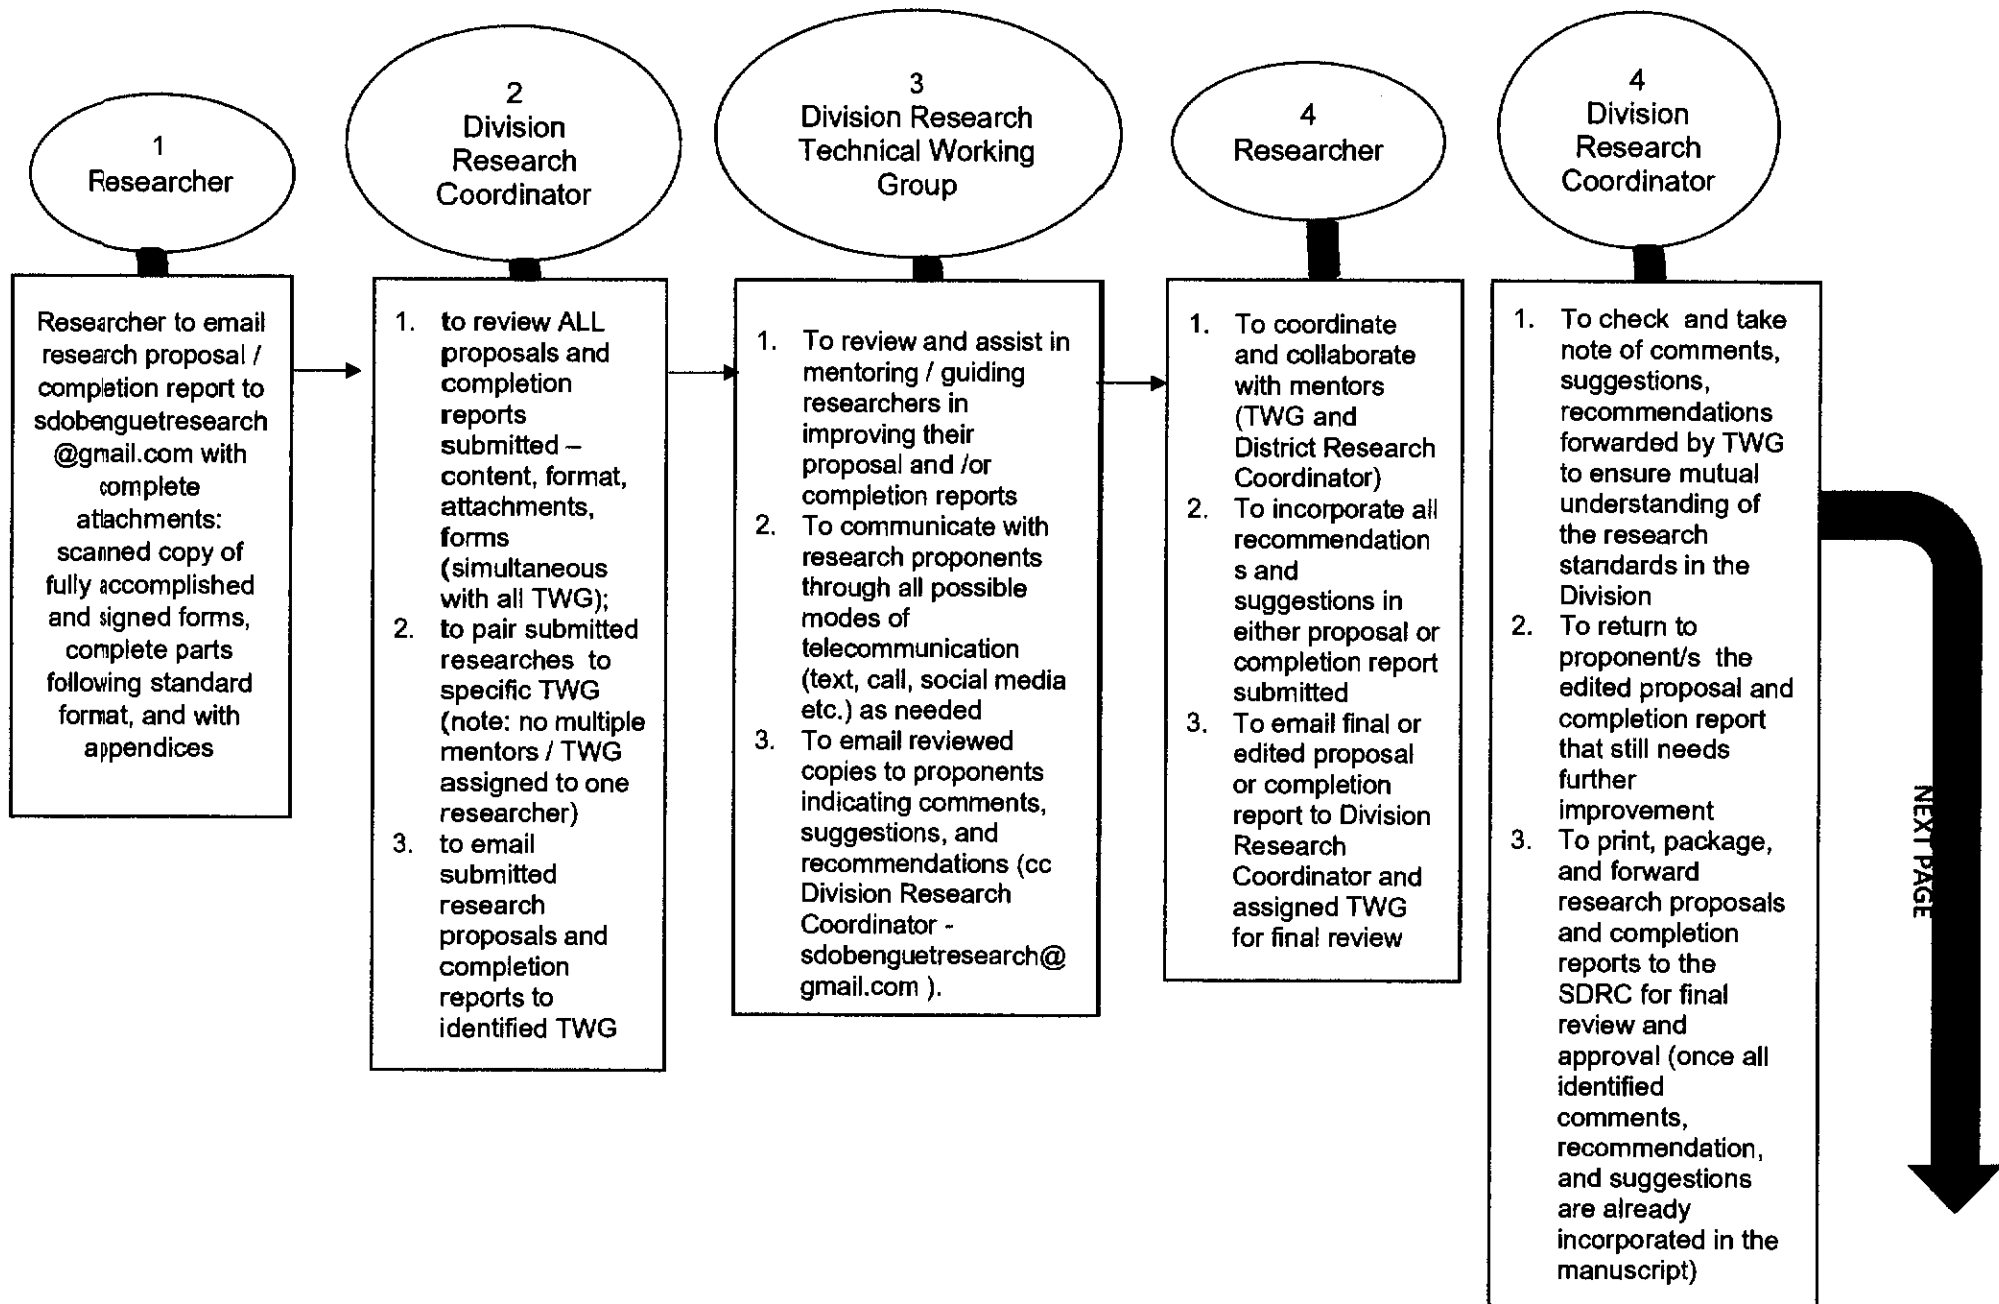 1
Researcher
2
Division
Research
Coordinator
3
Division Research
Technical Working
Group
4
Researcher
4
Division
Research
Coordinator
Researcher to email
research proposal /
completion report to
sdobenguetresearch
@gmail.com with
complete
attachments:
scanned copy of
fully accomplished
and signed forms,
complete parts
following standard
format, and with
appendices
1. to review ALL
proposals and
completion
reports
submitted –
content, format,
attachments,
forms
(simultaneous
with all TWG);
2. to pair submitted
researches to
specific TWG
(note: no multiple
mentors / TWG
assigned to one
researcher)
3. to email
submitted
research
proposals and
completion
reports to
identified TWG
1. To review and assist in
mentoring / guiding
researchers in
improving their
proposal and /or
completion reports
2. To communicate with
research proponents
through all possible
modes of
telecommunication
(text, call, social media
etc.) as needed
3. To email reviewed
copies to proponents
indicating comments,
suggestions, and
recommendations (cc
Division Research
Coordinator -
sdobenguetresearch@
gmail.com ).
1. To coordinate
and collaborate
with mentors
(TWG and
District Research
Coordinator)
2. To incorporate all
recommendation
s and
suggestions in
either proposal or
completion report
submitted
3. To email final or
edited proposal
or completion
report to Division
Research
Coordinator and
assigned TWG
for final review
1. To check and take
note of comments,
suggestions,
recommendations
forwarded by TWG
to ensure mutual
understanding of
the research
standards in the
Division
2. To return to
proponent/s the
edited proposal and
completion report
that still needs
further
improvement
3. To print, package,
and forward
research proposals
and completion
reports to the
SDRC for final
review and
approval (once all
identified
comments,
recommendation,
and suggestions
are already
incorporated in the
manuscript)
NEXT PAGE